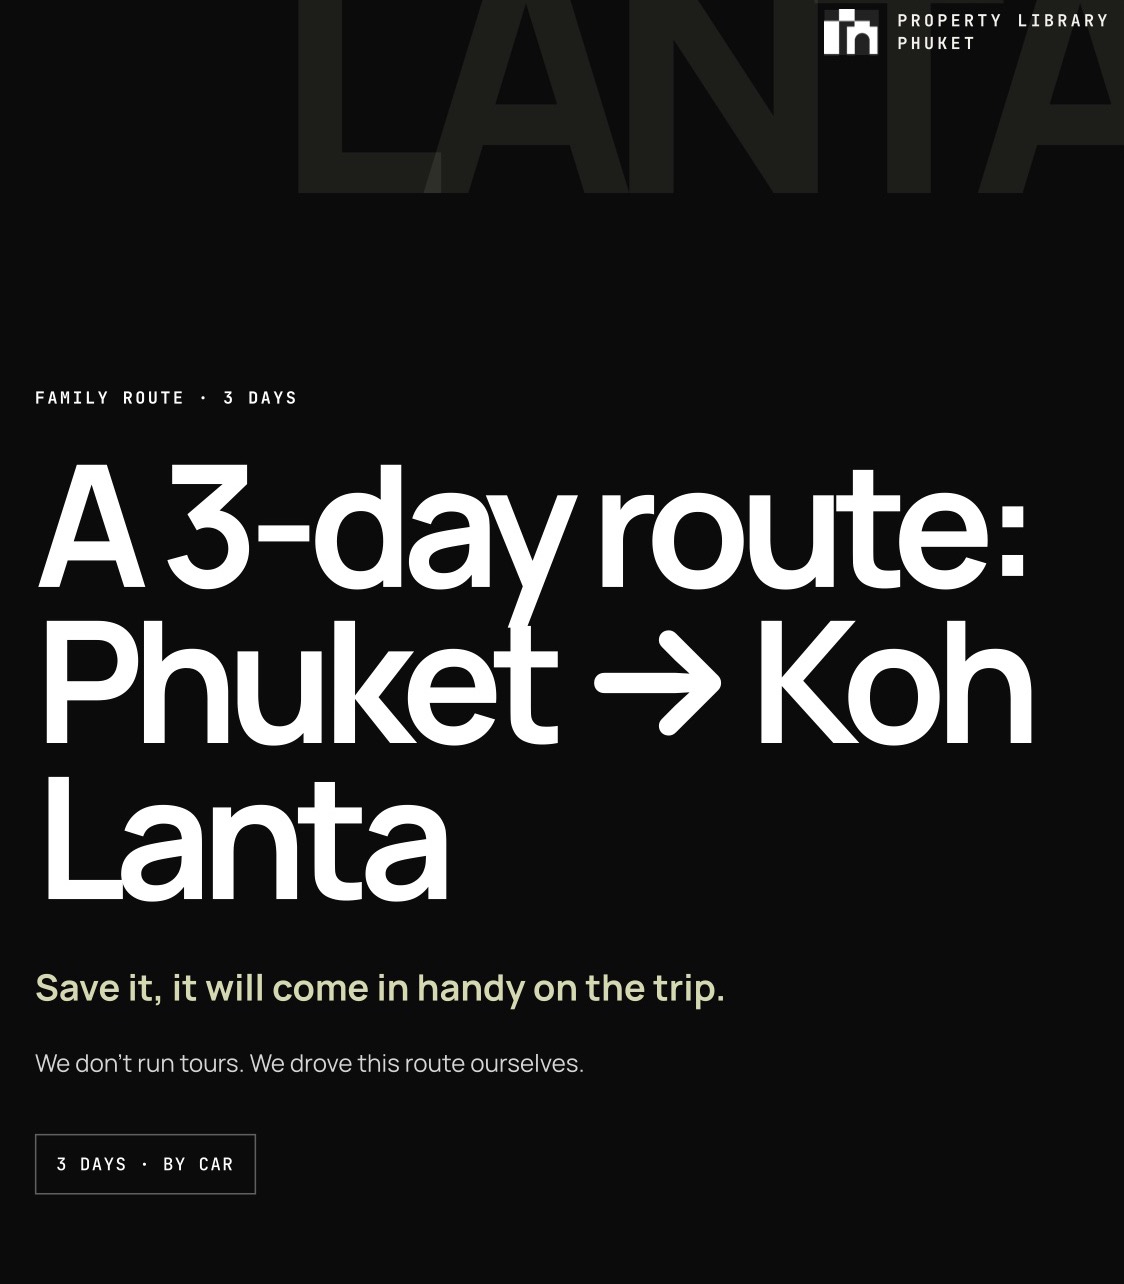 LANTA
PROPERTY LIBRARY
PHUKET
FAMILY ROUTE · 3 DAYS
A 3-day route:
Phuket → Koh
Lanta
Save it, it will come in handy on the trip.
We don't run tours. We drove this route ourselves.
3 DAYS · BY CAR